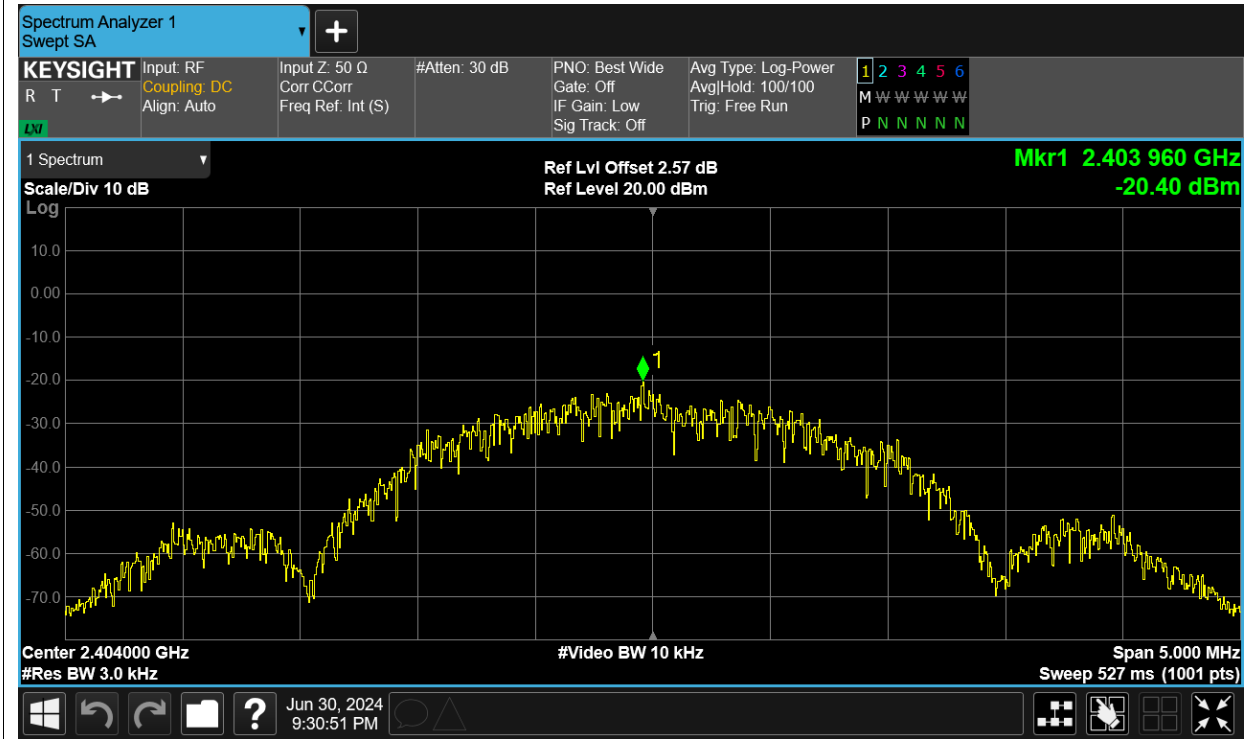 Spectrum Analyzer 1
Swept SA
KEYSIGHT
R T
LXI
Input: RF
Coupling: DC
Align: Auto
Input Z: 50 Ω
Corr CCorr
Freq Ref: Int (S)
#Atten: 30 dB
PNO: Best Wide
Gate: Off
IF Gain: Low
Sig Track: Off
Avg Type: Log-Power
Avg|Hold: 100/100
Trig: Free Run
1 2 3 4 5 6
M W W W W W
P N N N N N
1 Spectrum
Scale/Div 10 dB
Log
Ref Lvl Offset 2.57 dB
Ref Level 20.00 dBm
Mkr1 2.403 960 GHz
-20.40 dBm
10.0
0.00
-10.0
1
-20.0
-30.0
-40.0
-50.0
-60.0
-70.0
Center 2.404000 GHz
#Video BW 10 kHz
Span 5.000 MHz
#Res BW 3.0 kHz
Sweep 527 ms (1001 pts)
?
Jun 30, 2024
9:30:51 PM